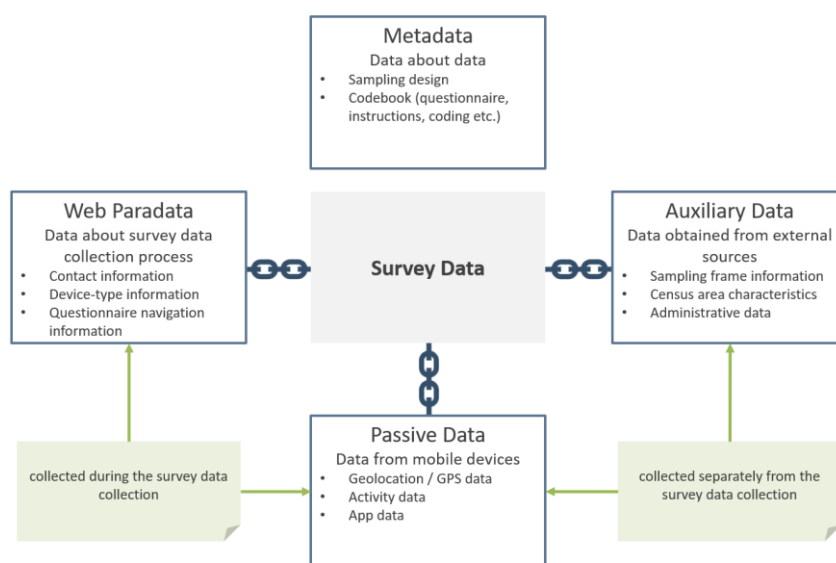 Metadata
Data about data
• Sampling design
• Codebook (questionnaire,
instructions, coding etc.)
Web Paradata
Data about survey data
collection process
• Contact information
• Device-type information
• Questionnaire navigation
information
Survey Data
Auxiliary Data
Data obtained from external
sources
• Sampling frame information
• Census area characteristics
• Administrative data
collected during the survey data
collection
Passive Data
Data from mobile devices
• Geolocation / GPS data
• Activity data
• App data
collected separately from the
survey data collection